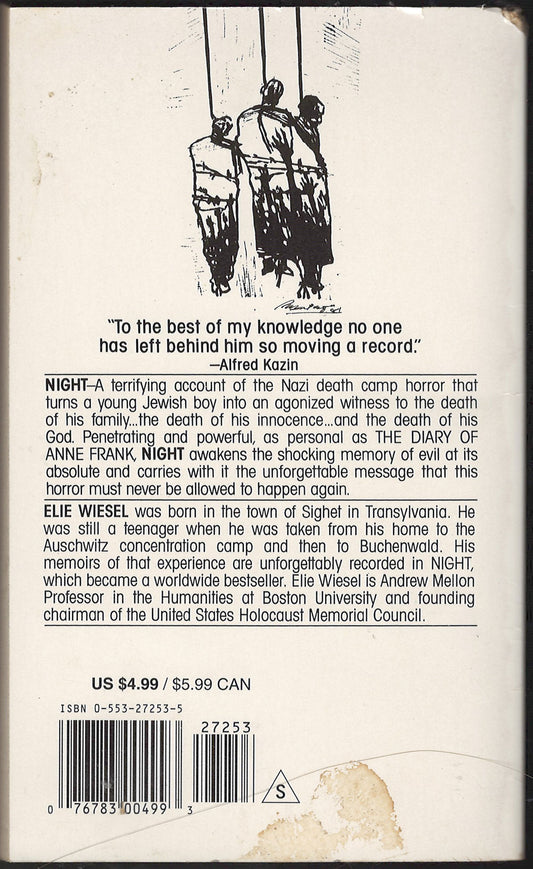 "To the best of my knowledge no one
has left behind him so moving a record."
—Alfred Kazin
NIGHT—A terrifying account of the Nazi death camp horror that
turns a young Jewish boy into an agonized witness to the death
of his family...the death of his innocence...and the death of his
God. Penetrating and powerful, as personal as THE DIARY OF
ANNE FRANK, NIGHT awakens the shocking memory of evil at its
absolute and carries with it the unforgettable message that this
horror must never be allowed to happen again.
ELIE WIESEL was born in the town of Sighet in Transylvania. He
was still a teenager when he was taken from his home to the
Auschwitz concentration camp and then to Buchenwald. His
memoirs of that experience are unforgettably recorded in NIGHT,
which became a worldwide bestseller. Elie Wiesel is Andrew Mellon
Professor in the Humanities at Boston University and founding
chairman of the United States Holocaust Memorial Council.
US $4.99 / $5.99 CAN
ISBN 0-553-27253-5
27253
0 76783 00499 3
S